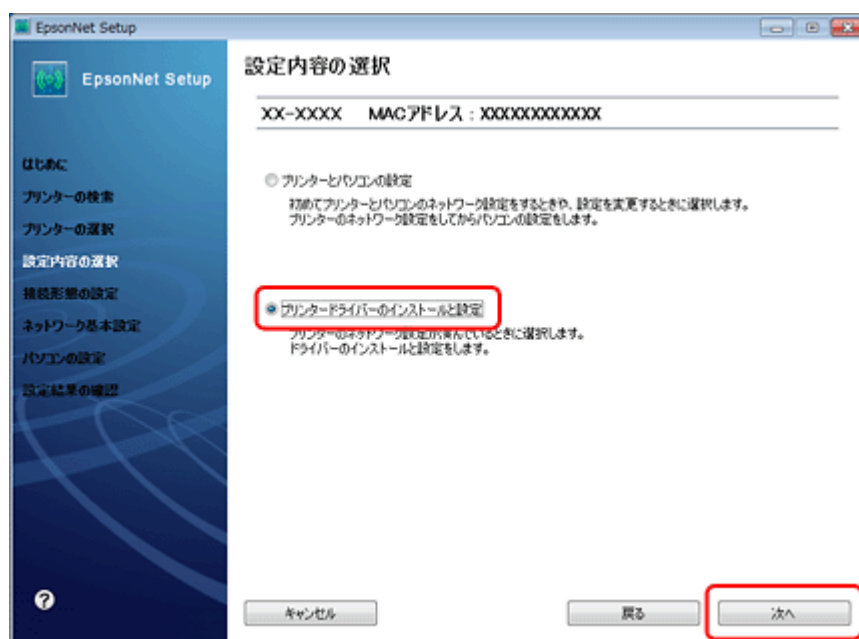 EpsonNet Setup
EpsonNet Setup
はじめに
プリンターの検索
プリンターの選択
設定内容の選択
接続形態の設定
ネットワーク基本設定
パソコンの設定
設定結果の確認
設定内容の選択
XX-XXXX MACアドレス：XXXXXXXXXXXX
プリンターとパソコンの設定
初めてプリンターとパソコンのネットワーク設定をするときや、設定を変更するときに選択します。
プリンターのネットワーク設定をしてからパソコンの設定をします。
プリンタードライバーのインストールと設定
プリンターのネットワーク設定が済んでいるときに選択します。
ドライバーのインストールと設定をします。
?
キャンセル
戻る
次へ